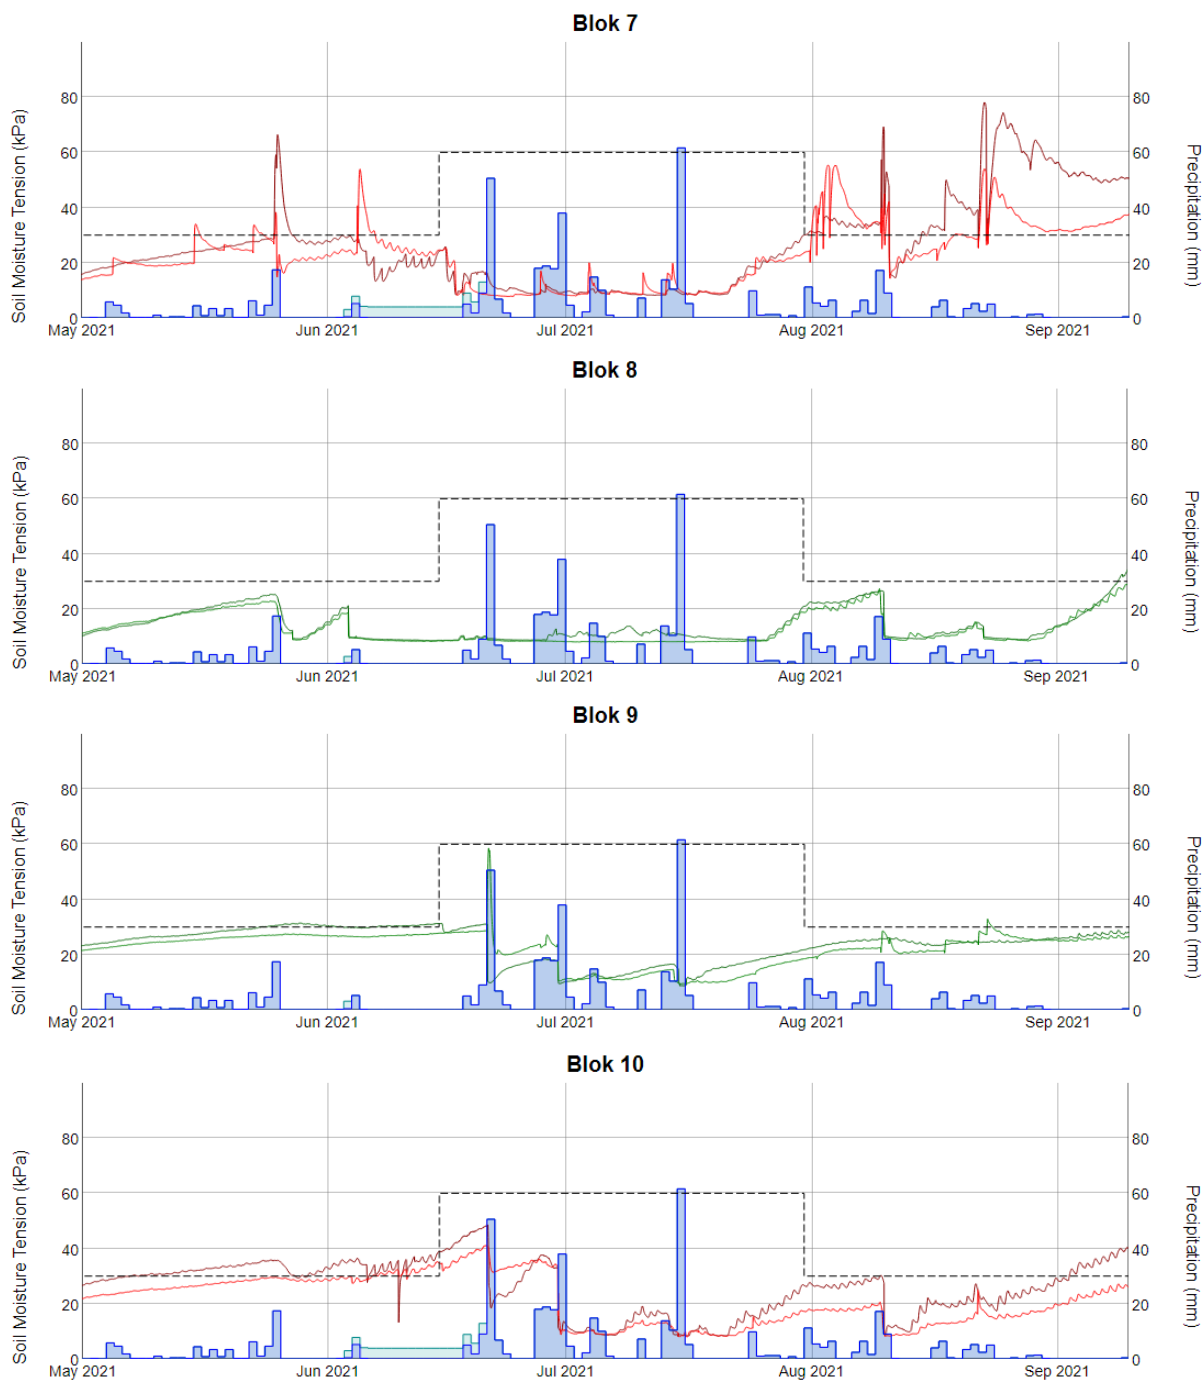 Blok 7
Soil Moisture Tension (kPa)
80
60
40
20
0
80
60
40
20
0
Precipitation (mm)
May 2021
Jun 2021
Jul 2021
Aug 2021
Sep 2021
Blok 8
Soil Moisture Tension (kPa)
80
60
40
20
0
80
60
40
20
0
Precipitation (mm)
May 2021
Jun 2021
Jul 2021
Aug 2021
Sep 2021
Blok 9
Soil Moisture Tension (kPa)
80
60
40
20
0
80
60
40
20
0
Precipitation (mm)
May 2021
Jun 2021
Jul 2021
Aug 2021
Sep 2021
Blok 10
Soil Moisture Tension (kPa)
80
60
40
20
0
80
60
40
20
0
Precipitation (mm)
May 2021
Jun 2021
Jul 2021
Aug 2021
Sep 2021